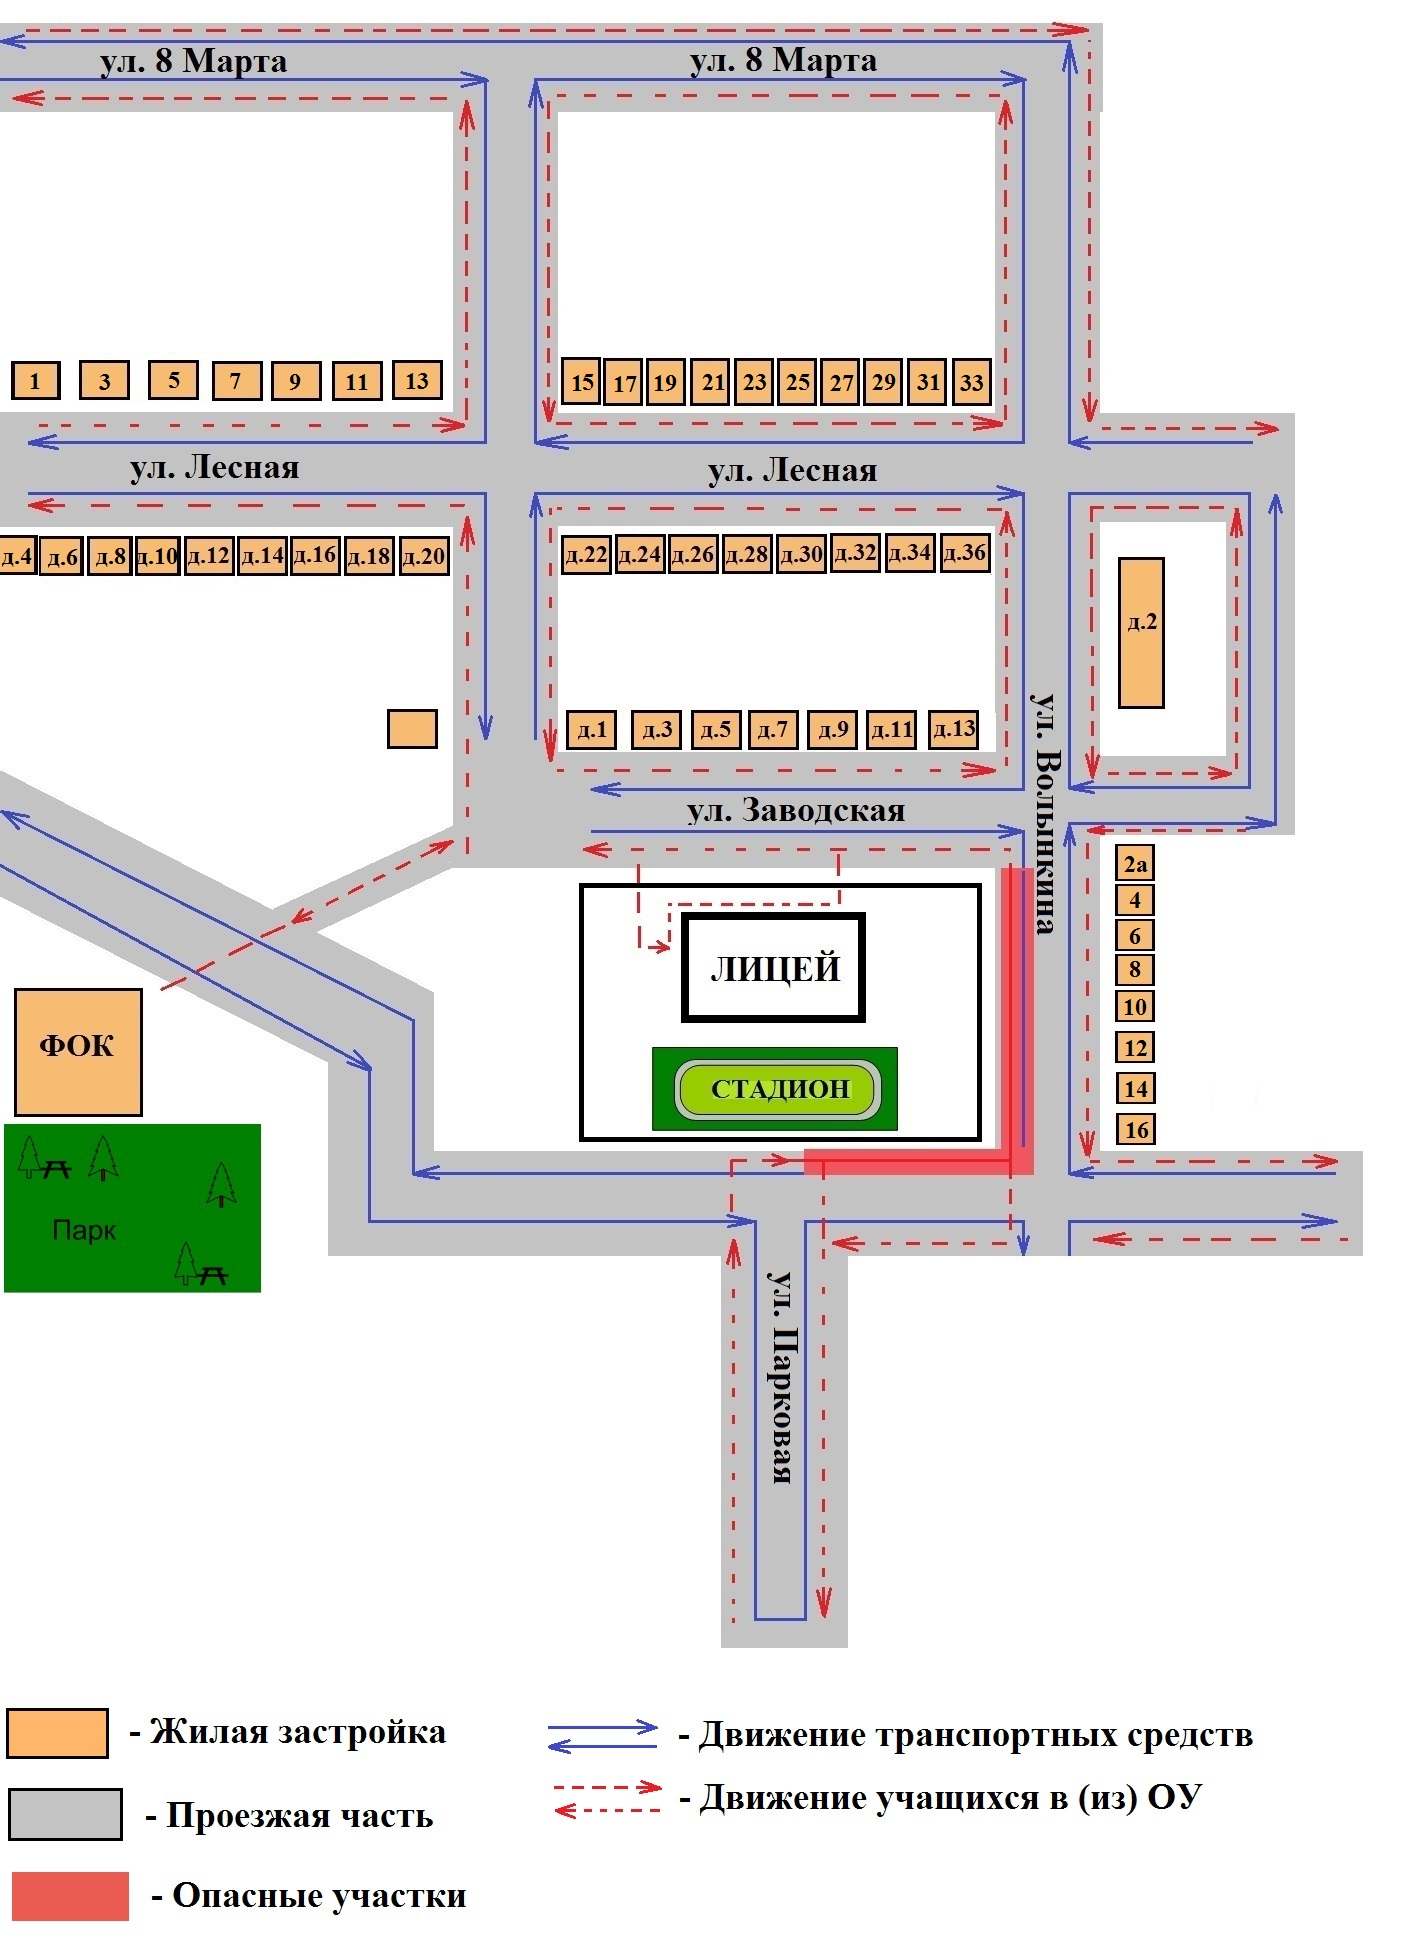 ул. 8 Марта
ул. 8 Марта
1
3
5
7
9
11
13
15
17
19
21
23
25
27
29
31
33
ул. Лесная
ул. Лесная
д.4
д.6
д.8
д.10
д.12
д.14
д.16
д.18
д.20
д.22
д.24
д.26
д.28
д.30
д.32
д.34
д.36
д.2
д.1
д.3
д.5
д.7
д.9
д.11
д.13
ул. Волынкина
ул. Заводская
2а
4
6
8
10
12
14
16
ЛИЦЕЙ
СТАДИОН
ФОК
Парк
ул. Парковая
- Жилая застройка
- Проезжая часть
- Опасные участки
- Движение транспортных средств
- Движение учащихся в (из) ОУ